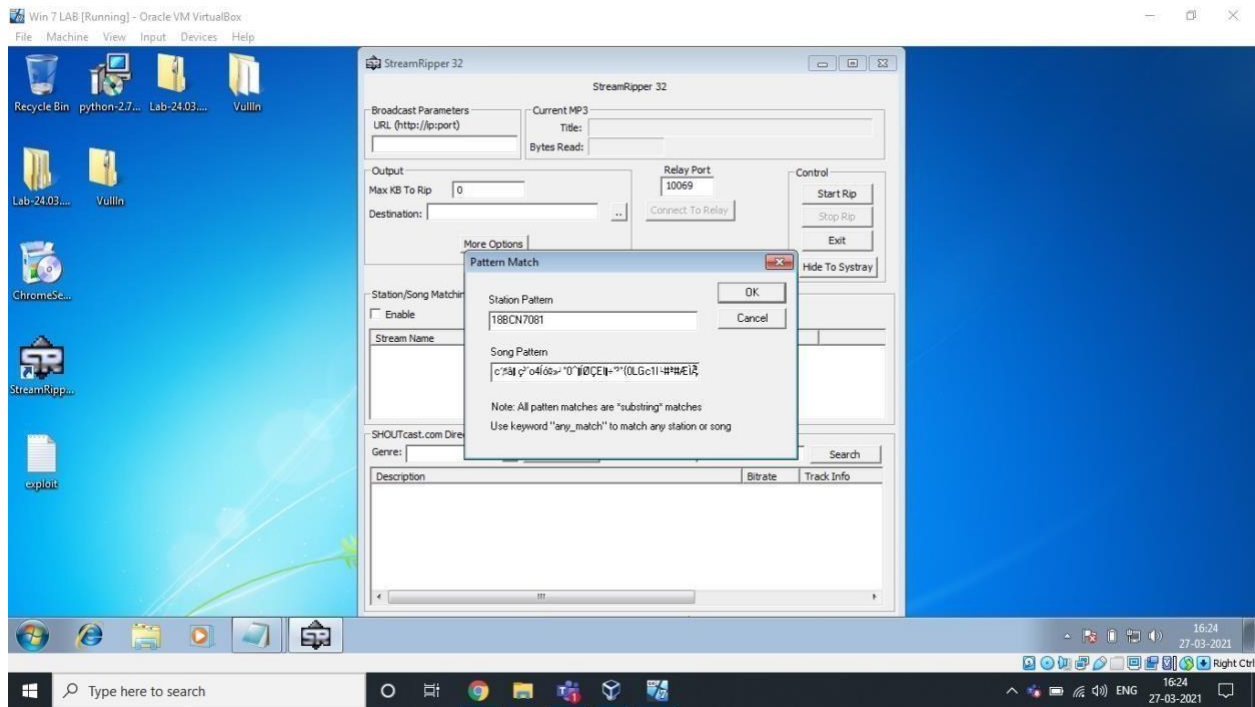 Win 7 LAB [Running] - Oracle VM VirtualBox
File Machine View Input Devices Help
Recycle Bin
python-2.7...
Lab-24.03....
VulIn
Lab-24.03....
VulIn
ChromeSe...
StreamRipp...
exploit
StreamRipper 32
StreamRipper 32
Broadcast Parameters
URL (http://ip:port)
Current MP3
Title:
Bytes Read:
Output
Max KB To Rip 0
Destination:
..
More Options
Relay Port
10069
Connect To Relay
Control
Start Rip
Stop Rip
Exit
Hide To Systray
Station/Song Matchin
Enable
Stream Name
Pattern Match
Station Pattern
18BCN7081
Song Pattern
OK
Cancel
Note: All patten matches are "substring" matches
Use keyword "any_match" to match any station or song
SHOUTcast.com Dire
Genre:
Search
Description Bitrate Track Info
16:24
27-03-2021
Right Ctrl
Type here to search
ENG
16:24
27-03-2021